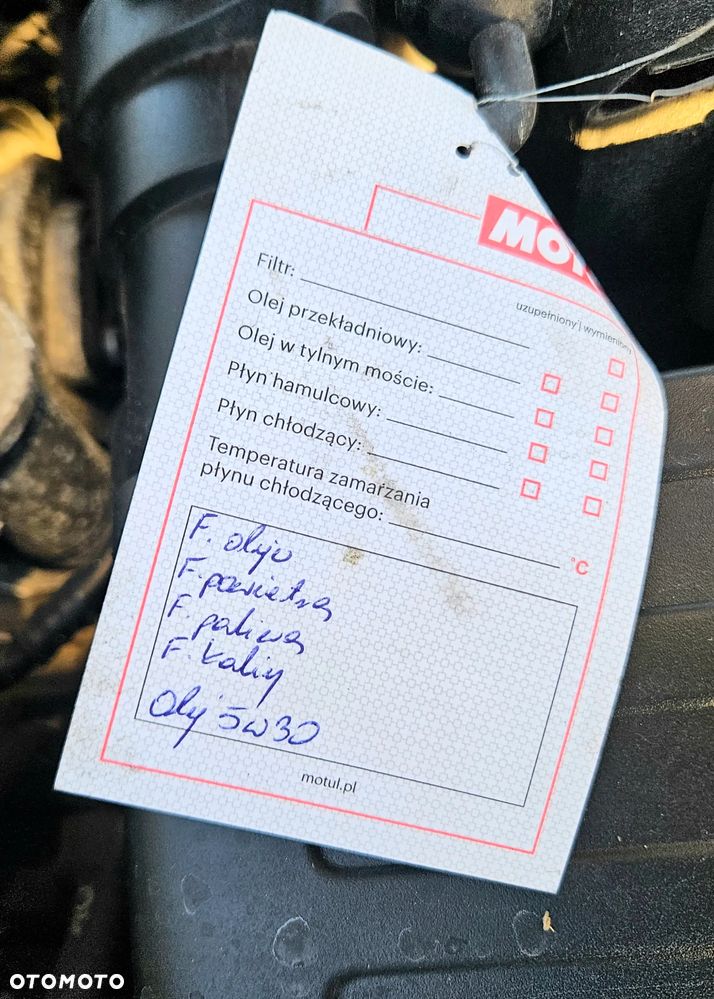 MOTU
uzupełniony | wymieniony
Filtr:
Olej przekładniowy:
Olej w tylnym moście:
Płyn hamulcowy:
Płyn chłodzący:
Temperatura zamarzania
płynu chłodzącego: °C
F. oleju
F. powietrza
F. paliwa
F. kabiny
Olej 5w30
motul.pl
OTOMOTO